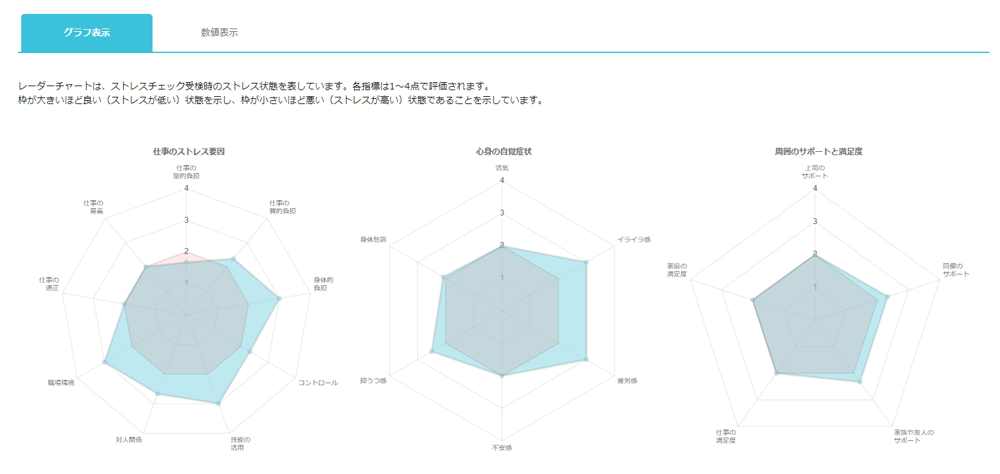 グラフ表示
数値表示
レーダーチャートは、ストレスチェック受検時のストレス状態を表しています。各指標は1～4点で評価されます。
枠が大きいほど良い（ストレスが低い）状態を示し、枠が小さいほど悪い（ストレスが高い）状態であることを示しています。
仕事のストレス要因
仕事の
量的負担
4
3
2
1
仕事の
質的負担
身体的
負担
コントロール
技能の
活用
対人関係
職場環境
仕事の
適正
仕事の
意義
心身の自覚症状
活気
4
3
2
1
イライラ感
疲労感
不安感
抑うつ感
身体愁訴
周囲のサポートと満足度
上司の
サポート
4
3
2
1
同僚の
サポート
家族や友人の
サポート
仕事の
満足度
家庭の
満足度